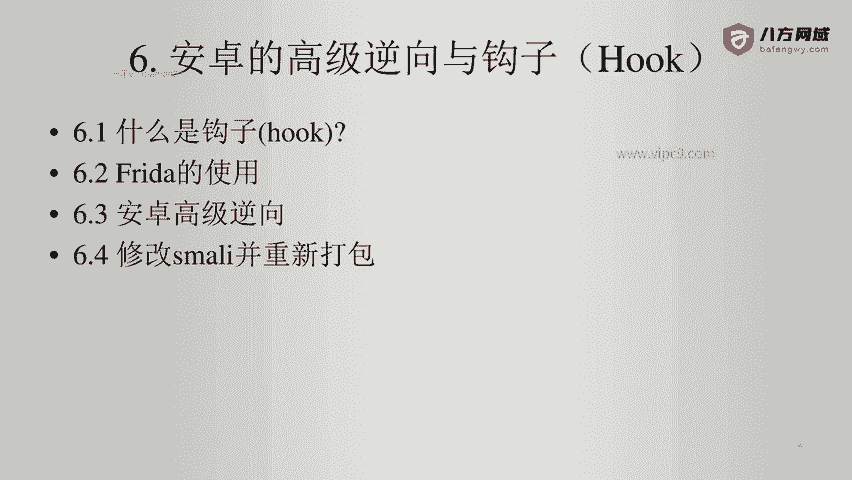 6. 安卓的高级逆向与钩子（Hook）
八方网域
bafangwy.com
• 6.1 什么是钩子(hook)?
www.vipc9.com
• 6.2 Frida的使用
• 6.3 安卓高级逆向
• 6.4 修改smali并重新打包